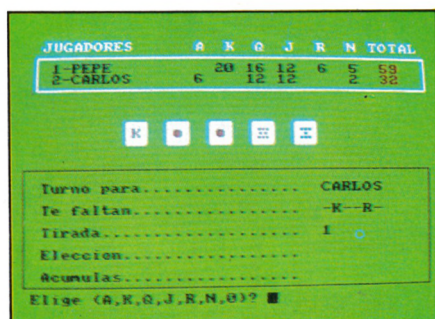 JUGADORES A K Q J R N TOTAL
1-PEPE 20 16 12 6 5 59
2-CARLOS 6 12 12 2 32
K
Turno para................ CARLOS
Te faltan................. -K--R-
Tirada.................... 1
Eleccion..................
Acumulas..................
Elige (A,K,Q,J,R,N,0)?